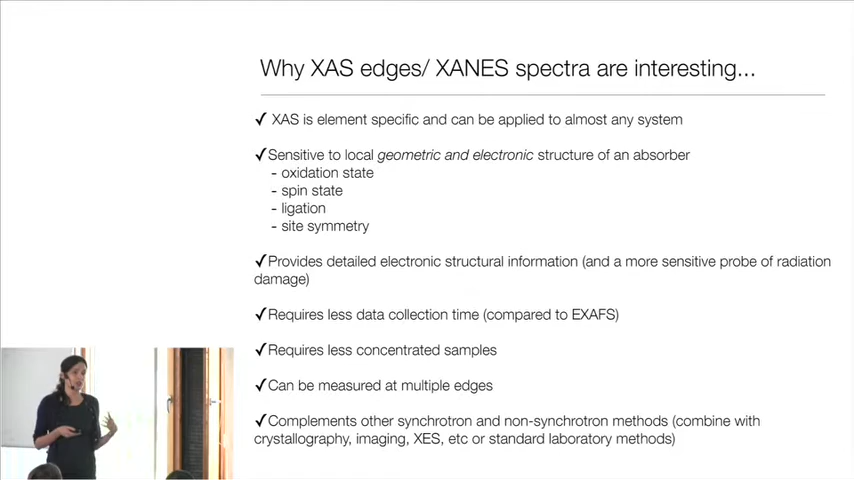 Why XAS edges/ XANES spectra are interesting...
✓ XAS is element specific and can be applied to almost any system
✓Sensitive to local geometric and electronic structure of an absorber
- oxidation state
- spin state
- ligation
- site symmetry
✓Provides detailed electronic structural information (and a more sensitive probe of radiation
damage)
✓Requires less data collection time (compared to EXAFS)
✓Requires less concentrated samples
✓Can be measured at multiple edges
✓Complements other synchrotron and non-synchrotron methods (combine with
crystallography, imaging, XES, etc or standard laboratory methods)